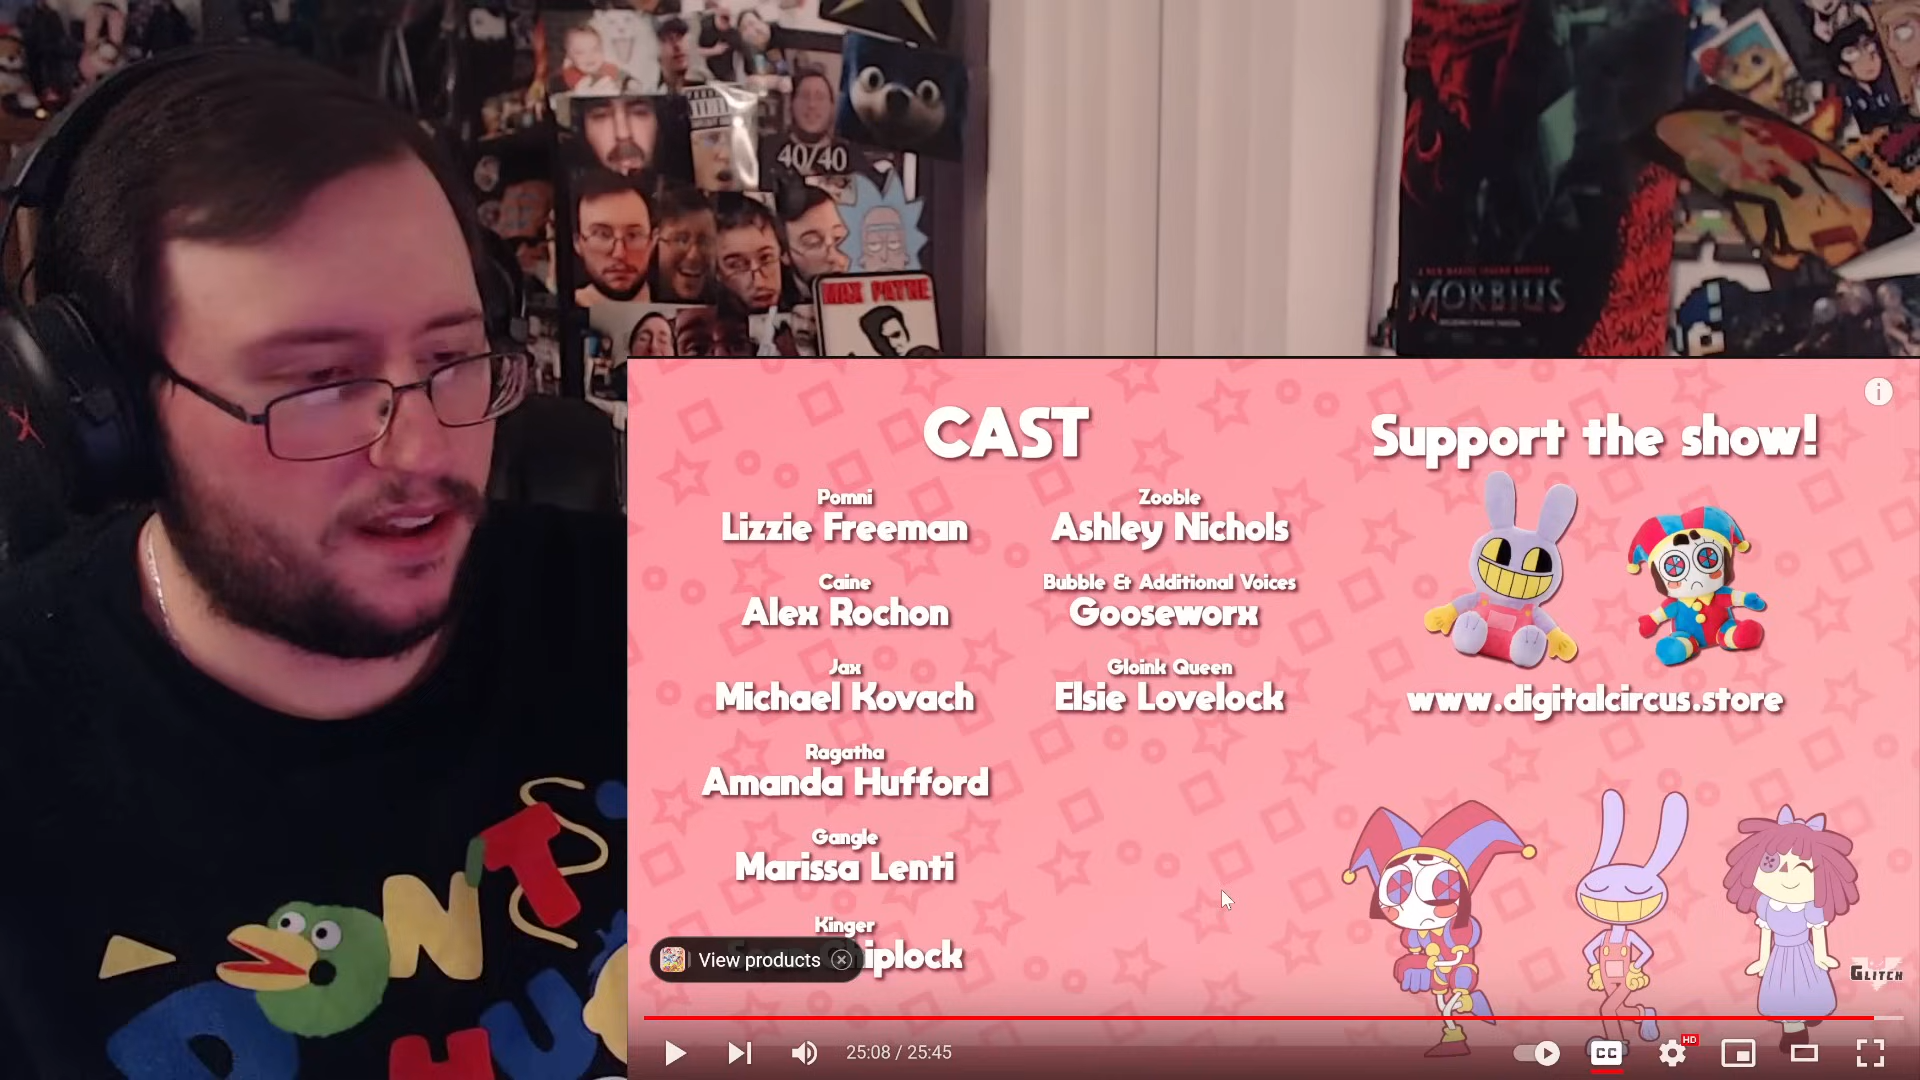 40/40
MAX PAYNE
MORBIUS
CAST
Support the show!
Pomni
Lizzie Freeman
Zooble
Ashley Nichols
Caine
Alex Rochon
Bubble & Additional Voices
Gooseworx
Jax
Michael Kovach
Gloink Queen
Elsie Lovelock
www.digitalcircus.store
Ragatha
Amanda Hufford
Gangle
Marissa Lenti
Kinger
View products
GLITCH
25:08 / 25:45
CC
HD
DON'T
HU